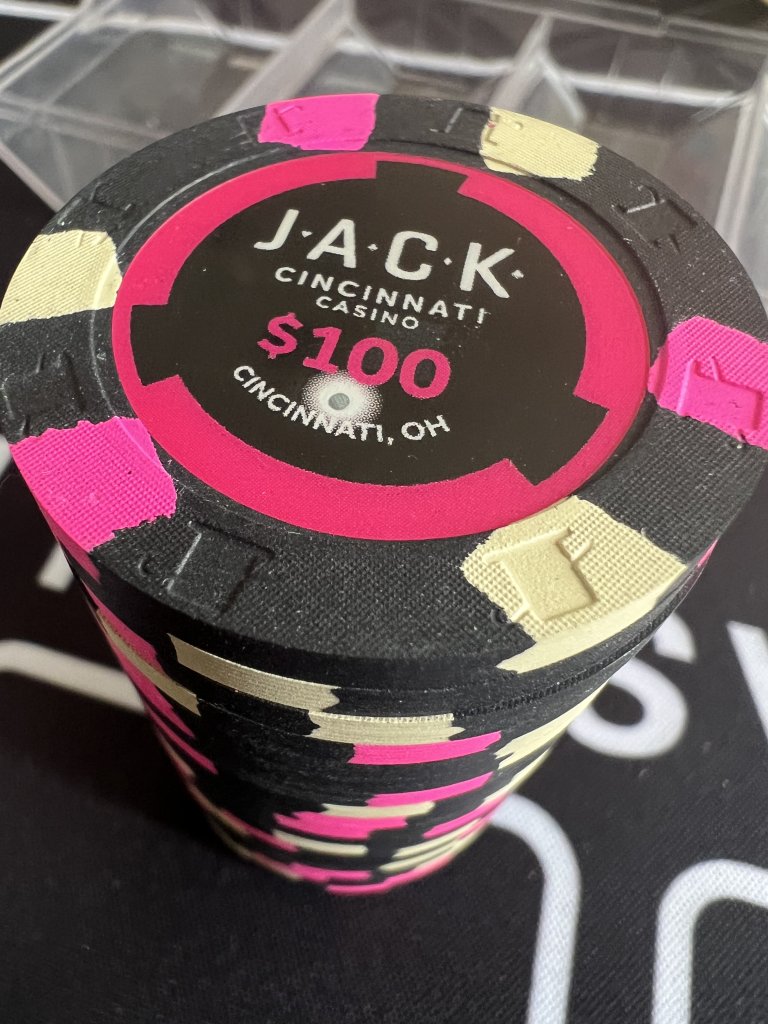 J·A·C·K·
CINCINNATI
CASINO
$100
CINCINNATI, OH